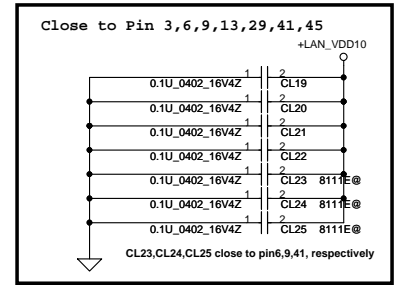 Close to Pin 3,6,9,13,29,41,45
+LAN_VDD10
1 2
0.1U_0402_16V4Z CL19
1 2
0.1U_0402_16V4Z CL20
1 2
0.1U_0402_16V4Z CL21
1 2
0.1U_0402_16V4Z CL22
1 2
0.1U_0402_16V4Z CL23 8111E@
1 2
0.1U_0402_16V4Z CL24 8111E@
1 2
0.1U_0402_16V4Z CL25 8111E@
CL23,CL24,CL25 close to pin6,9,41, respectively